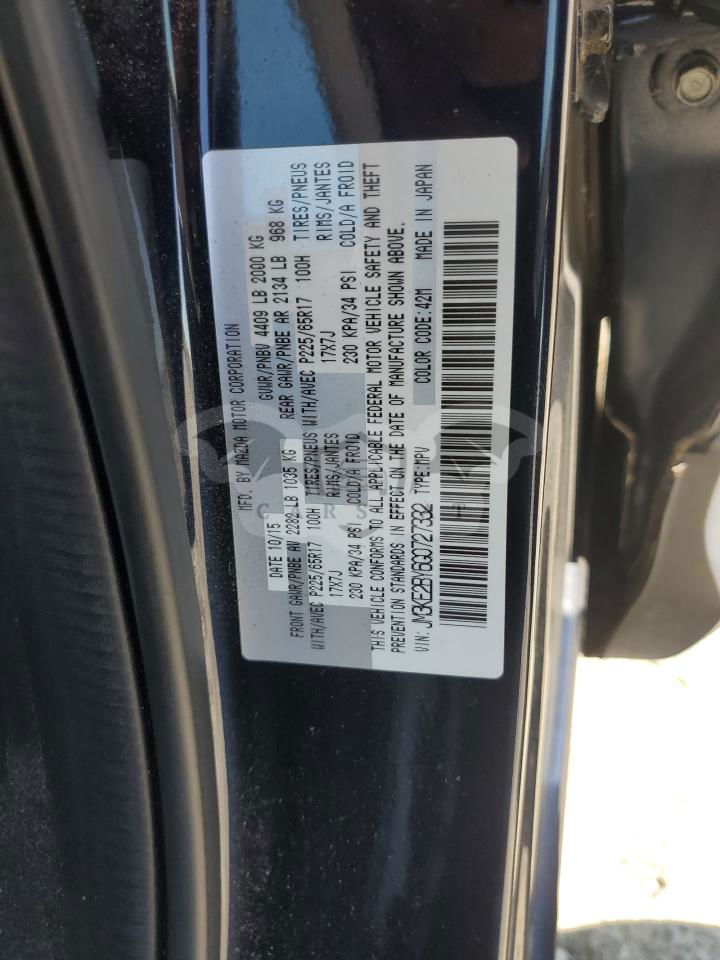 MFD. BY MAZDA MOTOR CORPORATION
DATE 10/15 GVWR/PNBV 4409 LB 2000 KG
FRONT GAWR/PNBE AV 2282 LB 1035 KG REAR GAWR/PNBE AR 2134 LB 968 KG
WITH/AVEC P225/65R17 100H TIRES/PNEUS WITH/AVEC P225/65R17 100H TIRES/PNEUS
17X7J RIMS/JANTES 17X7J RIMS/JANTES
230 KPA/34 PSI COLD/A FROID 230 KPA/34 PSI COLD/A FROID
THIS VEHICLE CONFORMS TO ALL APPLICABLE FEDERAL MOTOR VEHICLE SAFETY AND THEFT
PREVENTION STANDARDS IN EFFECT ON THE DATE OF MANUFACTURE SHOWN ABOVE.
VIN: JM3KE2BY6G0727332 TYPE:MPV COLOR CODE:42M MADE IN JAPAN